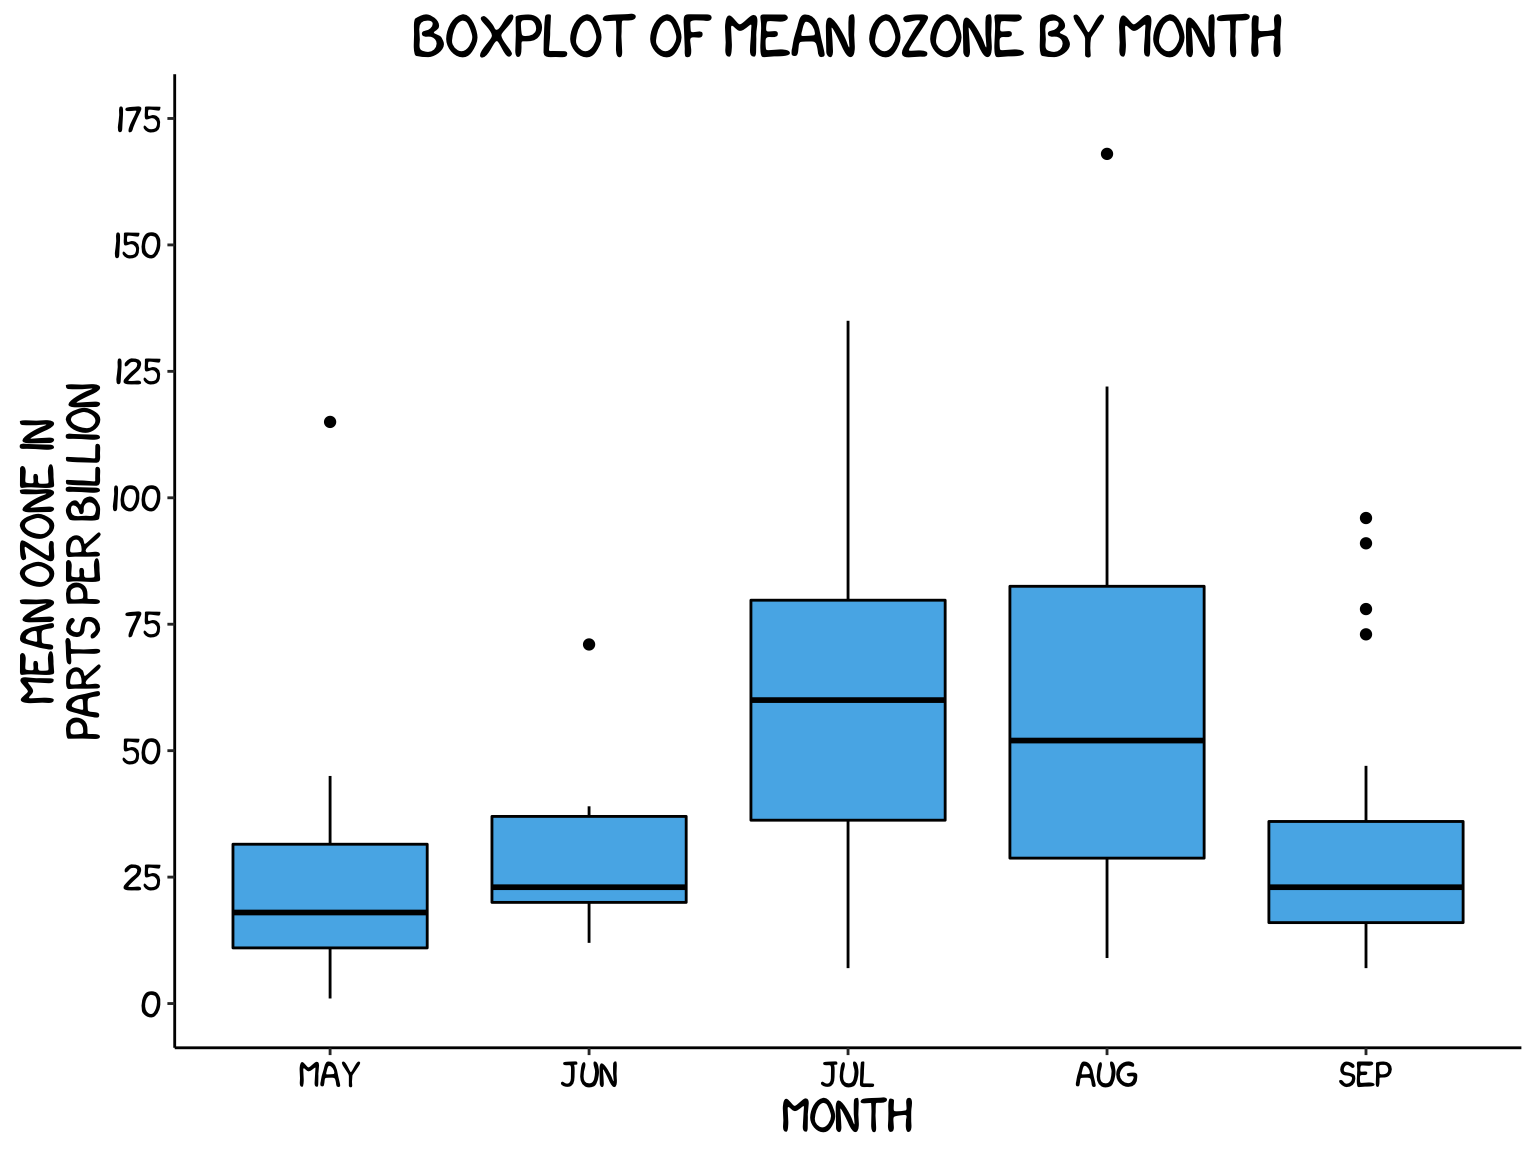 BOXPLOT OF MEAN OZONE BY MONTH
MEAN OZONE IN
PARTS PER BILLION
175
150
125
100
75
50
25
0
MAY JUN JUL AUG SEP
MONTH